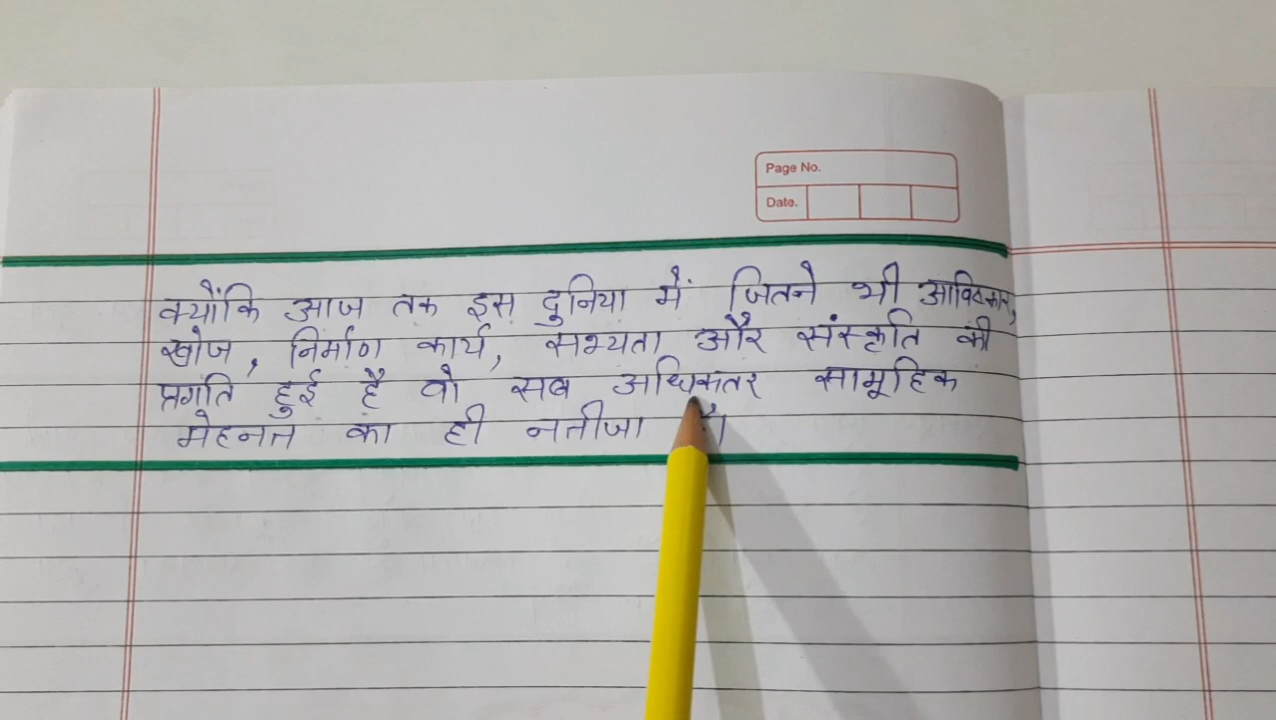 Page No.
Date.
क्योंकि आज तक इस दुनिया में जितने भी आविष्कार,
खोज, निर्माण कार्य, सभ्यता और संस्कृति की
प्रगति हुई है वो सब अधिकतर सामूहिक
मेहनत का ही नतीजा है।